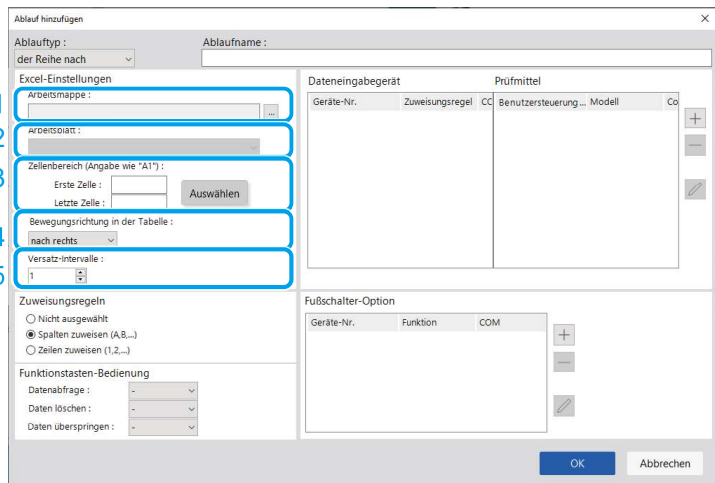 Ablauf hinzufügen
Ablauftyp :
Ablaufname :
der Reihe nach
Excel-Einstellungen
Arbeitsmappe :
...
2
Arbeitsblatt :
3
Zellenbereich (Angabe wie "A1") :
Erste Zelle :
Auswählen
Letzte Zelle :
4
Bewegungsrichtung in der Tabelle :
nach rechts
5
Versatz-Intervalle :
1
Zuweisungsregeln
Nicht ausgewählt
Spalten zuweisen (A,B,...)
Zeilen zuweisen (1,2,...)
Funktionstasten-Bedienung
Datenabfrage : -
Daten löschen : -
Daten überspringen : -
Dateneingabegerät
Prüfmittel
Geräte-Nr. Zuweisungsregel CC Benutzersteuerung... Modell Co
Fußschalter-Option
Geräte-Nr. Funktion COM
OK
Abbrechen